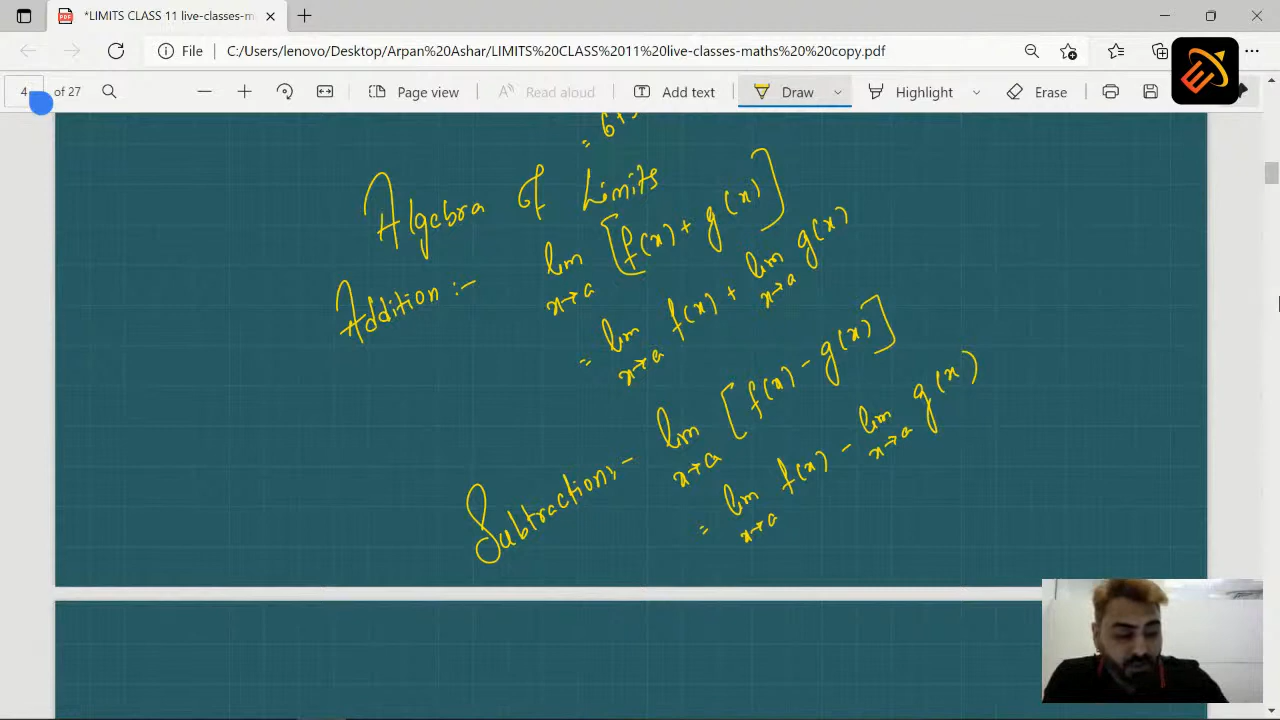 *LIMITS CLASS 11 live-classes-m
File C:/Users/lenovo/Desktop/Arpan%20Ashar/LIMITS%20CLASS%2011%20live-classes-maths%20%20copy.pdf
4 of 27 Page view Read aloud Add text Draw Highlight Erase
Algebra Of Limits
Addition :- lim x→a [f(x) + g(x)]
= lim x→a f(x) + lim x→a g(x)
Subtractions:- lim x→a [f(x) - g(x)]
= lim x→a f(x) - lim x→a g(x)